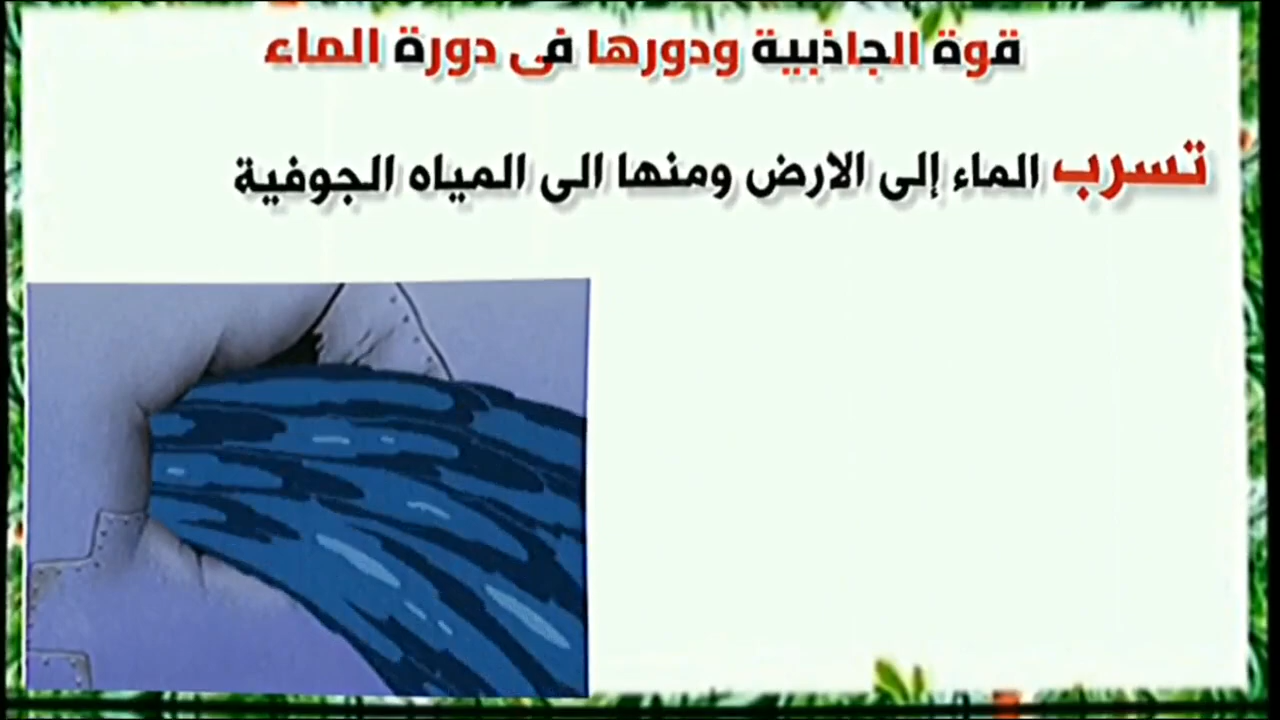 قوة الجاذبية ودورها فى دورة الماء
تسرب الماء إلى الارض ومنها الى المياه الجوفية